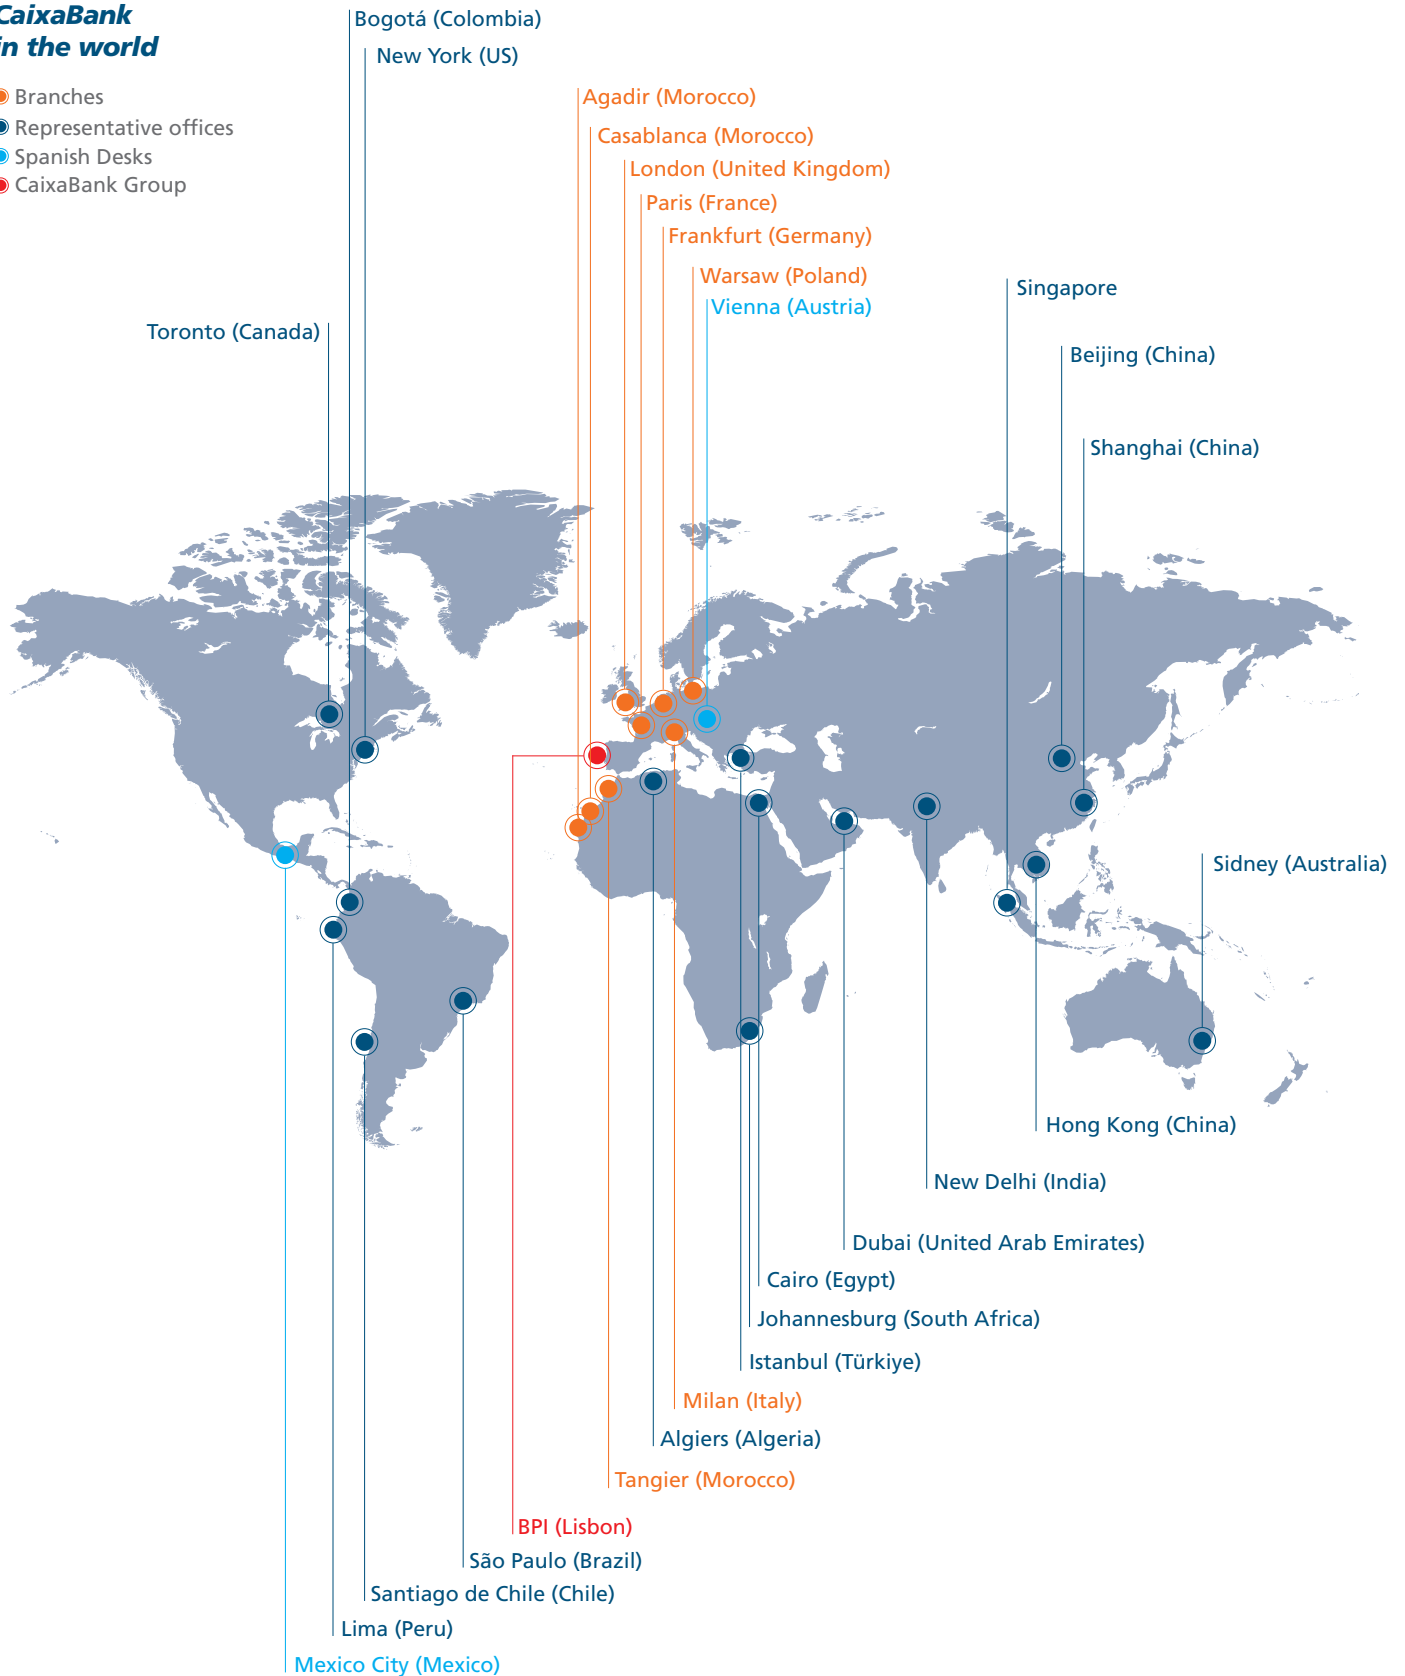 CaixaBank
in the world
Branches
Representative offices
Spanish Desks
CaixaBank Group
Bogotá (Colombia)
New York (US)
Agadir (Morocco)
Casablanca (Morocco)
London (United Kingdom)
Paris (France)
Frankfurt (Germany)
Warsaw (Poland)
Vienna (Austria)
Singapore
Toronto (Canada)
Beijing (China)
Shanghai (China)
Sidney (Australia)
Hong Kong (China)
New Delhi (India)
Dubai (United Arab Emirates)
Cairo (Egypt)
Johannesburg (South Africa)
Istanbul (Türkiye)
Milan (Italy)
Algiers (Algeria)
Tangier (Morocco)
BPI (Lisbon)
São Paulo (Brazil)
Santiago de Chile (Chile)
Lima (Peru)
Mexico City (Mexico)